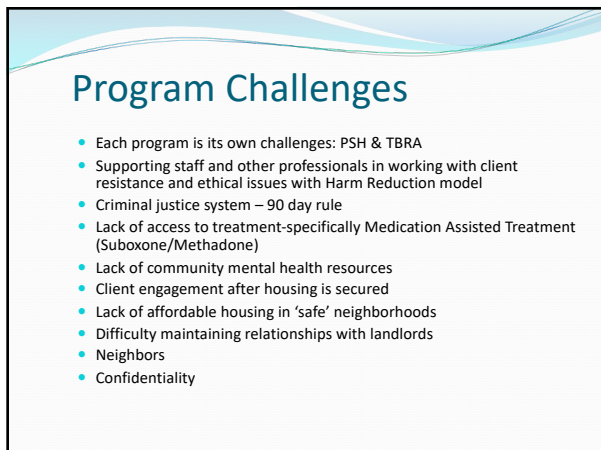 Program Challenges
• Each program is its own challenges: PSH & TBRA
• Supporting staff and other professionals in working with client
resistance and ethical issues with Harm Reduction model
• Criminal justice system – 90 day rule
• Lack of access to treatment-specifically Medication Assisted Treatment
(Suboxone/Methadone)
• Lack of community mental health resources
• Client engagement after housing is secured
• Lack of affordable housing in ‘safe’ neighborhoods
• Difficulty maintaining relationships with landlords
• Neighbors
• Confidentiality